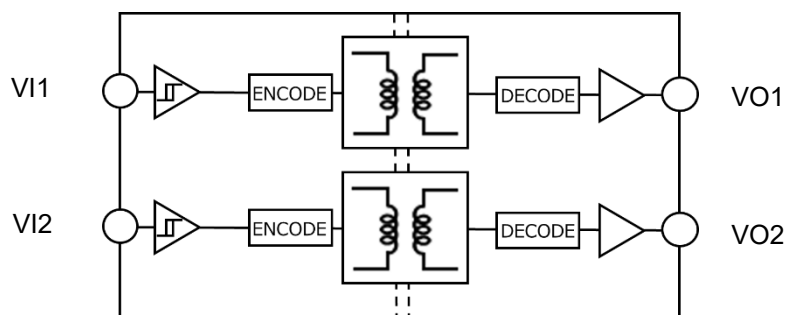 VI1
ENCODE
DECODE
VO1
VI2
ENCODE
DECODE
VO2